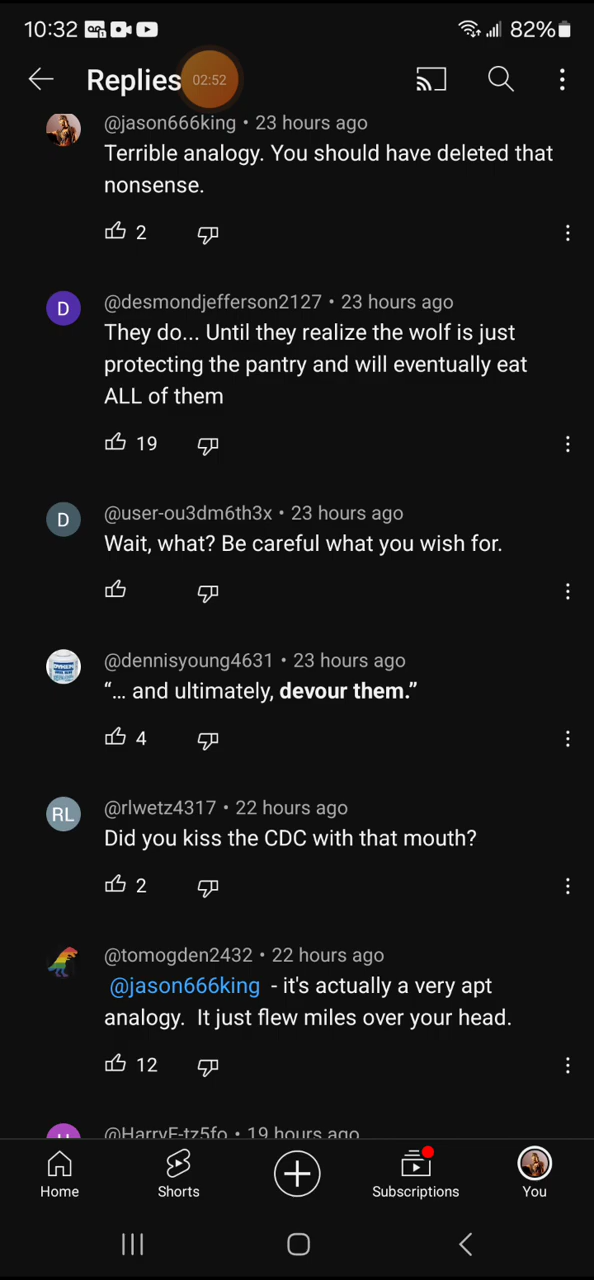 10:32
82%
Replies
02:52
@jason666king • 23 hours ago
Terrible analogy. You should have deleted that
nonsense.
2
D
@desmondjefferson2127 • 23 hours ago
They do... Until they realize the wolf is just
protecting the pantry and will eventually eat
ALL of them
19
D
@user-ou3dm6th3x • 23 hours ago
Wait, what? Be careful what you wish for.
@dennisyoung4631 • 23 hours ago
“... and ultimately, devour them.”
4
RL
@rlwetz4317 • 22 hours ago
Did you kiss the CDC with that mouth?
2
@tomogden2432 • 22 hours ago
@jason666king - it's actually a very apt
analogy. It just flew miles over your head.
12
@HarryF-tz5fo • 19 hours ago
Home
Shorts
Subscriptions
You